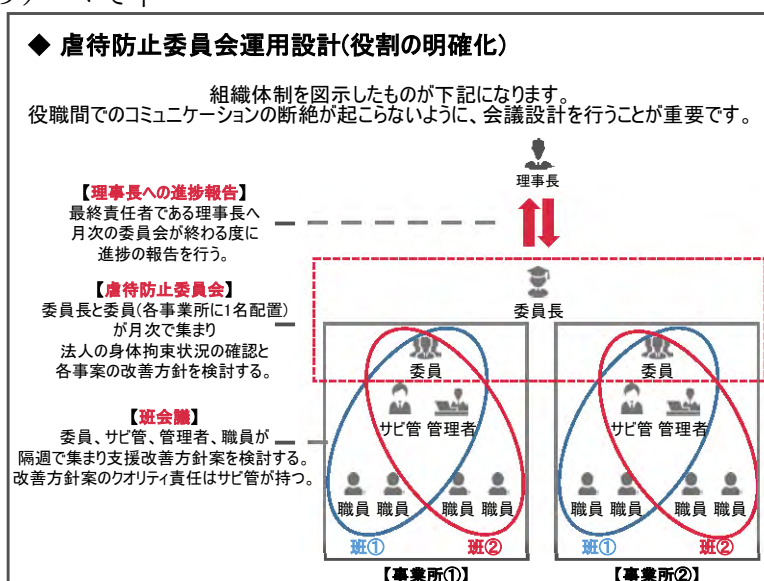 ◆ 虐待防止委員会運用設計(役割の明確化)
組織体制を図示したものが下記になります。
役職間でのコミュニケーションの断絶が起こらないように、会議設計を行うことが重要です。
理事長
【理事長への進捗報告】
最終責任者である理事長へ
月次の委員会が終わる度に
進捗の報告を行う。
委員長
【虐待防止委員会】
委員長と委員(各事業所に1名配置)
が月次で集まり
法人の身体拘束状況の確認と
各事案の改善方針を検討する。
委員 委員
サビ管 管理者 サビ管 管理者
【班会議】
委員、サビ管、管理者、職員が
隔週で集まり支援改善方針案を検討する。
改善方針案のクオリティ責任はサビ管が持つ。
職員 職員 職員 職員 職員 職員 職員 職員
班① 班② 班① 班②
【事業所①】 【事業所②】